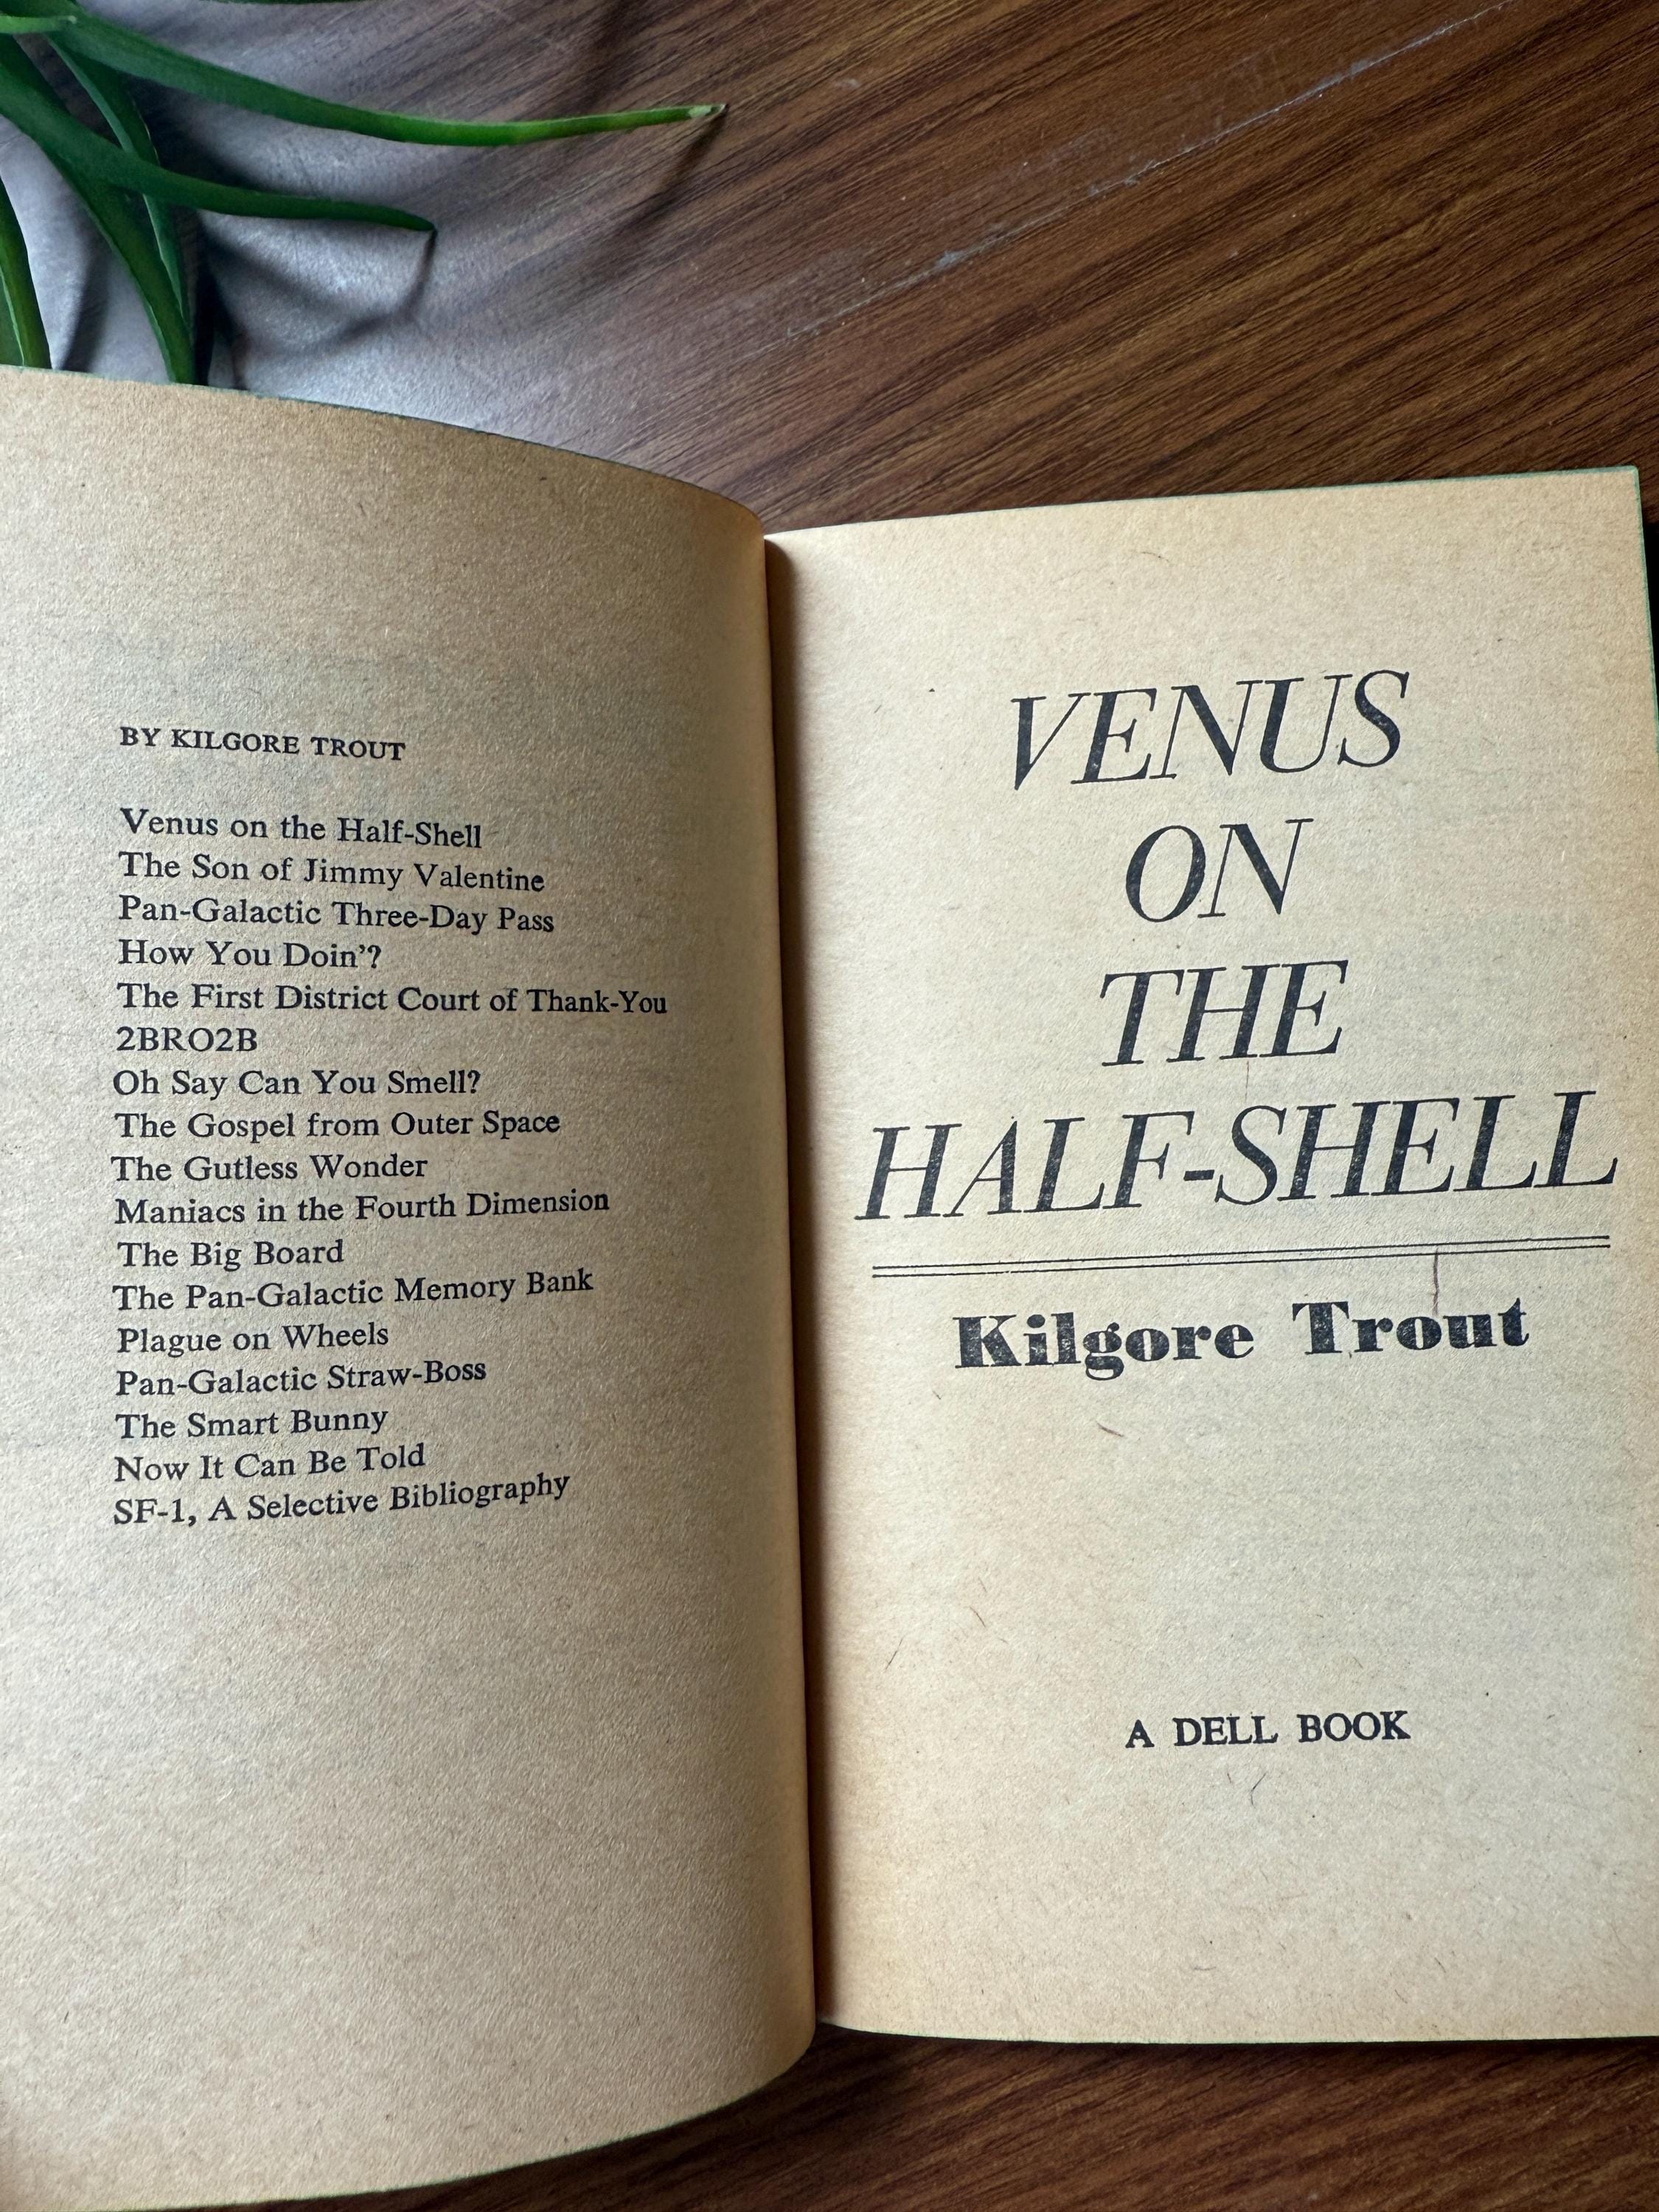 BY KILGORE TROUT
Venus on the Half-Shell
The Son of Jimmy Valentine
Pan-Galactic Three-Day Pass
How You Doin'?
The First District Court of Thank-You
2BRO2B
Oh Say Can You Smell?
The Gospel from Outer Space
The Gutless Wonder
Maniacs in the Fourth Dimension
The Big Board
The Pan-Galactic Memory Bank
Plague on Wheels
Pan-Galactic Straw-Boss
The Smart Bunny
Now It Can Be Told
SF-1, A Selective Bibliography
VENUS
ON
THE
HALF-SHELL
Kilgore Trout
A DELL BOOK